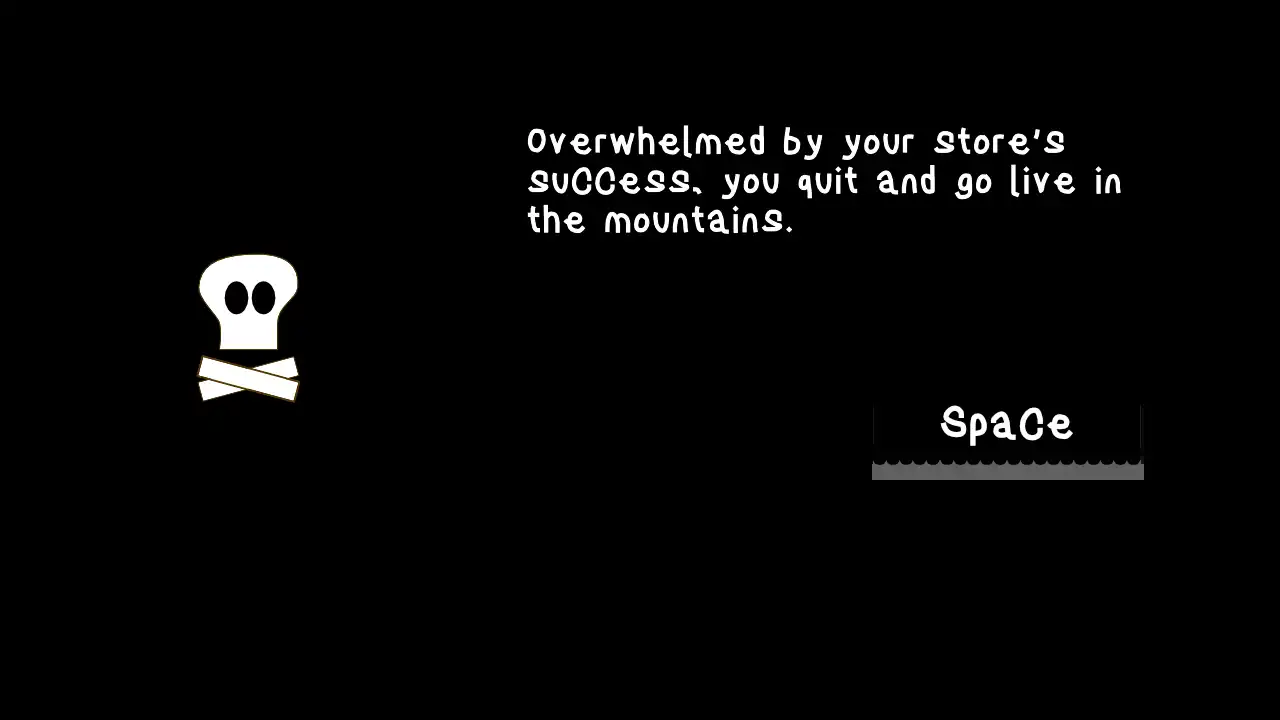 Overwhelmed by your store's
success, you quit and go live in
the mountains.
Space